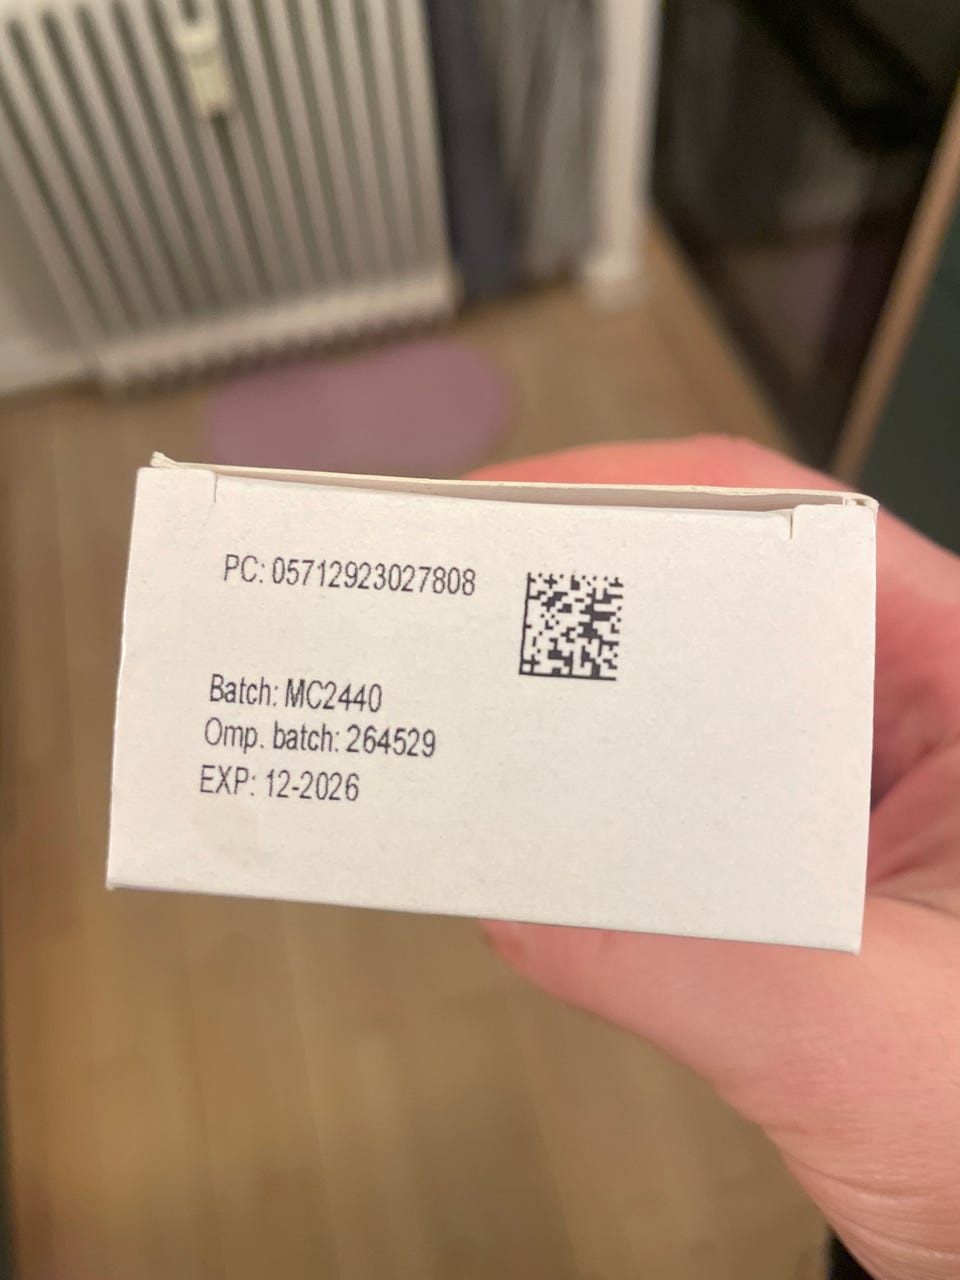 PC: 05712923027808
Batch: MC2440
Omp. batch: 264529
EXP: 12-2026